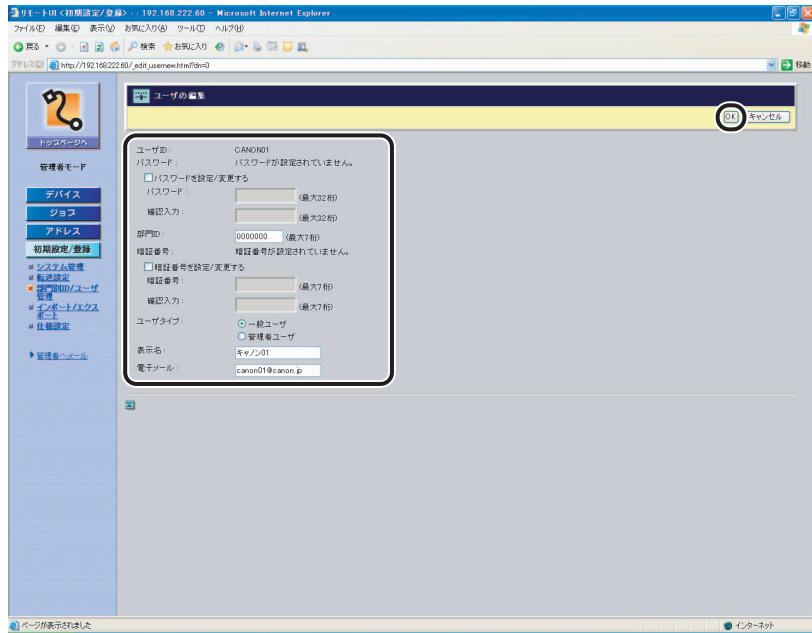 リモートUI <初期設定/登録> : : 192.168.222.60 - Microsoft Internet Explorer
ファイル(F) 編集(E) 表示(V) お気に入り(A) ツール(T) ヘルプ(H)
戻る 検索 お気に入り
アドレス(D) http://192.168.222.60/_edit_usernew.html?dn=0 移動
ユーザの編集
OK キャンセル
トップページへ
管理者モード
デバイス
ジョブ
アドレス
初期設定/登録
システム管理
転送設定
部門別ID/ユーザ
管理
インポート/エクス
ポート
仕様設定
管理者へメール
ユーザID: CANON01
パスワード: パスワードが設定されていません。
パスワードを設定/変更する
パスワード: (最大32桁)
確認入力: (最大32桁)
部門ID: 0000000 (最大7桁)
暗証番号: 暗証番号が設定されていません。
暗証番号を設定/変更する
暗証番号: (最大7桁)
確認入力: (最大7桁)
ユーザタイプ: 一般ユーザ
管理者ユーザ
表示名: キヤノン01
電子メール: canon01@canon.jp
ページが表示されました インターネット